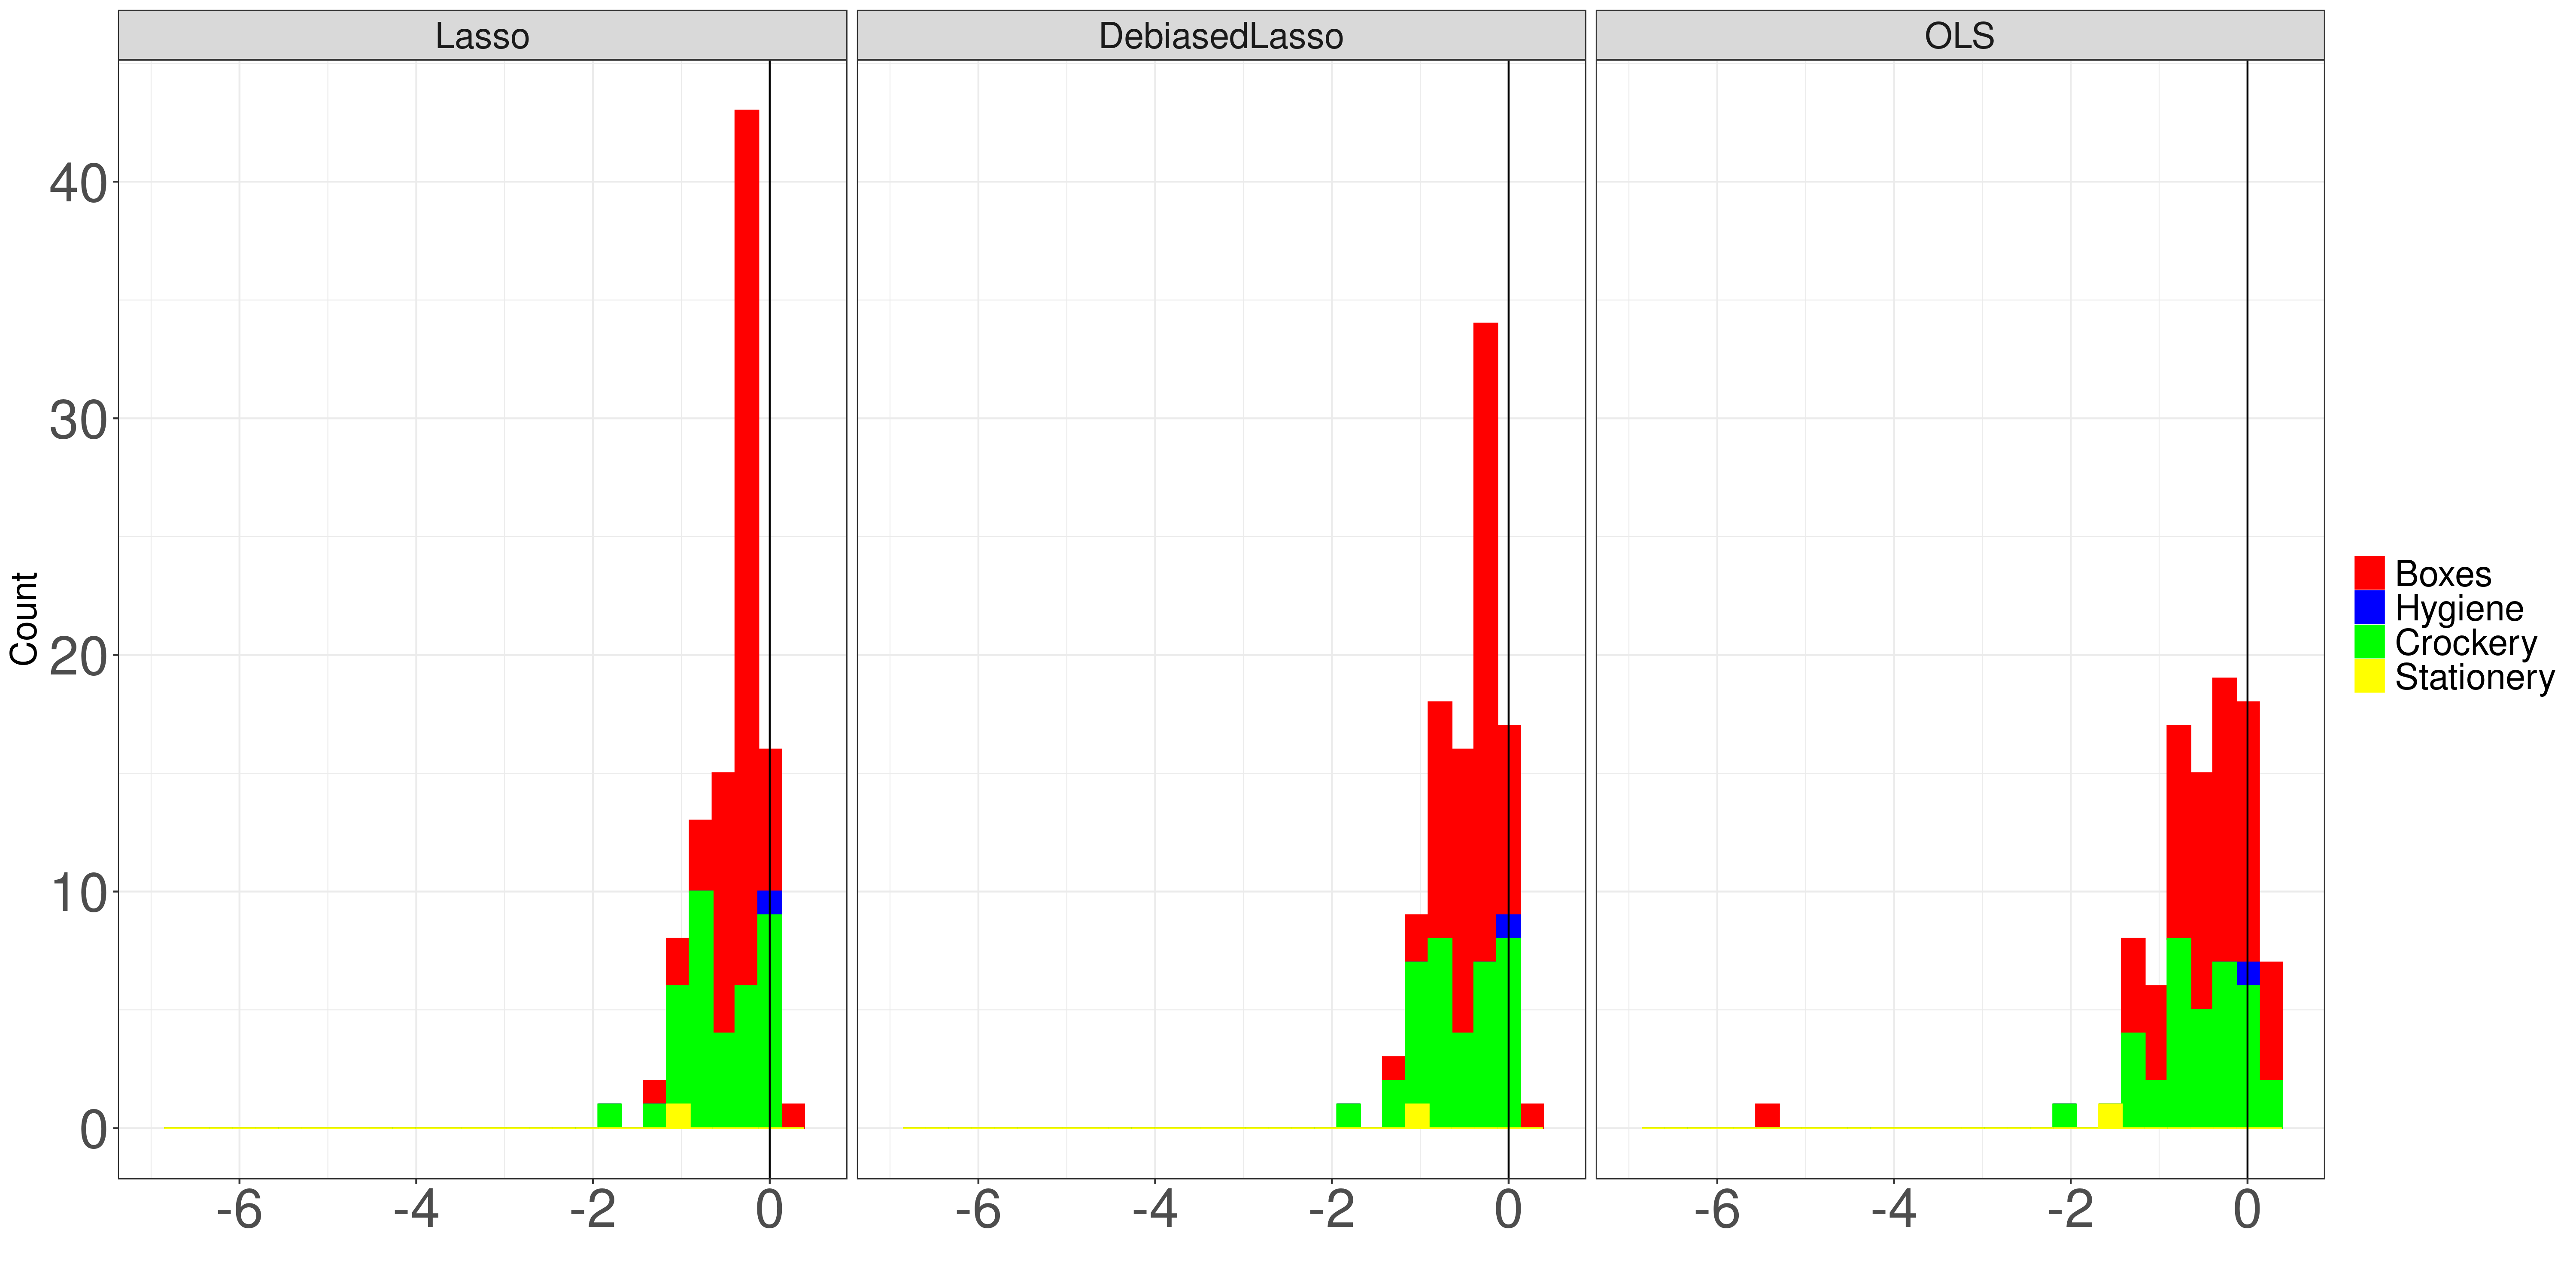 Lasso
DebiasedLasso
OLS
Count
40
30
20
10
0
-6 -4 -2 0
-6 -4 -2 0
-6 -4 -2 0
Boxes
Hygiene
Crockery
Stationery